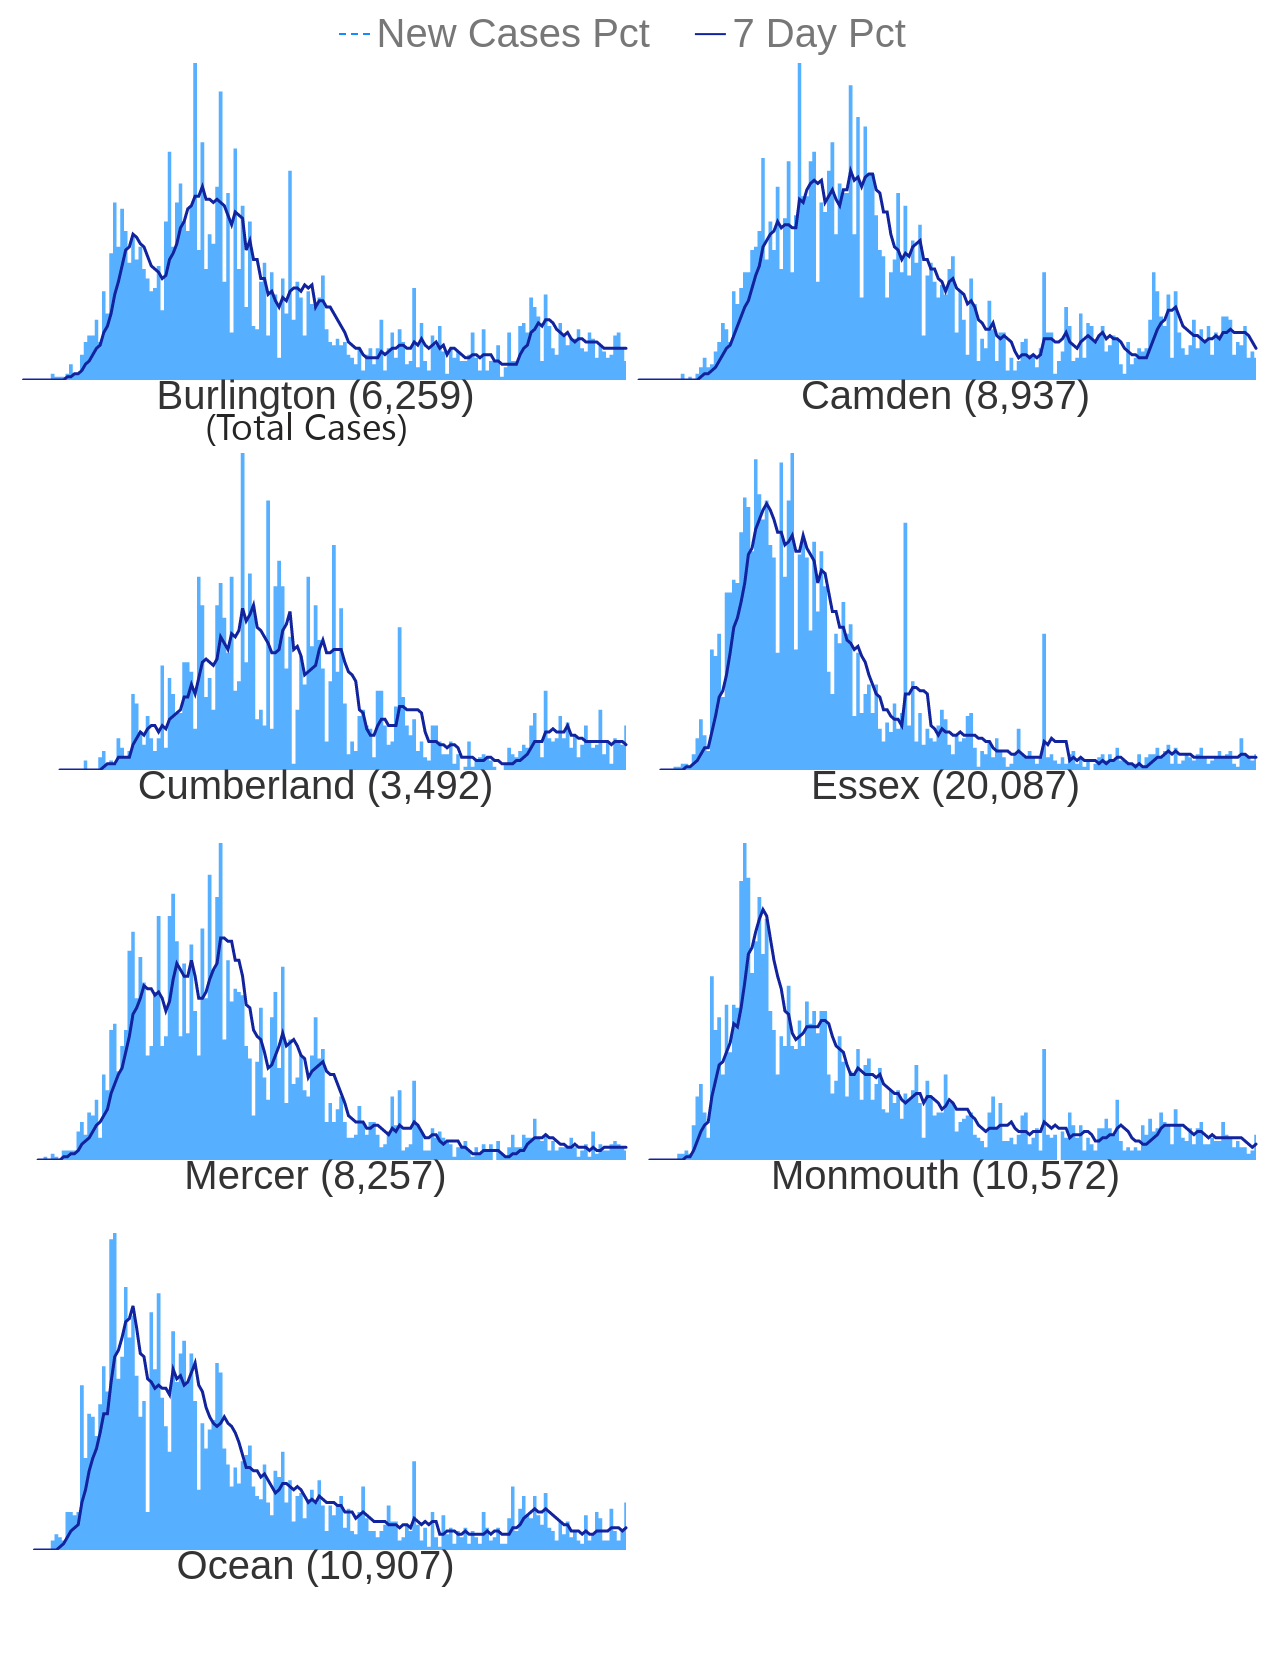 New Cases Pct 7 Day Pct
Burlington (6,259) Camden (8,937)
(Total Cases)
Cumberland (3,492) Essex (20,087)
Mercer (8,257) Monmouth (10,572)
Ocean (10,907)